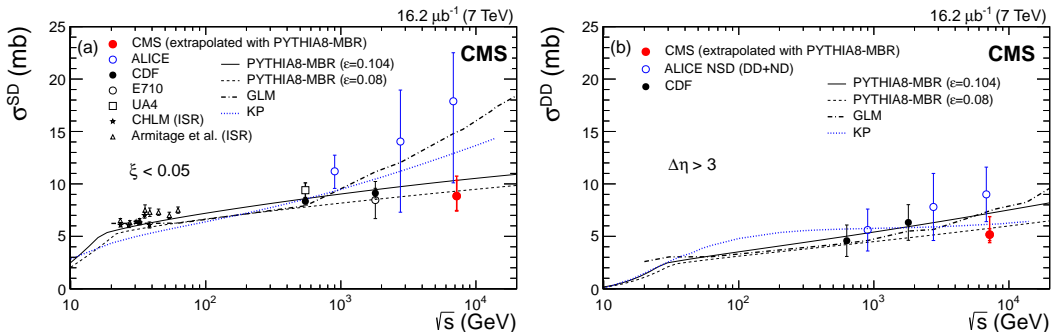 16.2 μb⁻¹ (7 TeV)
(a)
CMS
CMS (extrapolated with PYTHIA8-MBR)
ALICE
CDF
E710
UA4
CHLM (ISR)
Armitage et al. (ISR)
PYTHIA8-MBR (ε=0.104)
PYTHIA8-MBR (ε=0.08)
GLM
KP
ξ < 0.05
σ^SD (mb)
25
20
15
10
5
0
10
10²
10³
10⁴
√s (GeV)
16.2 μb⁻¹ (7 TeV)
(b)
CMS
CMS (extrapolated with PYTHIA8-MBR)
ALICE NSD (DD+ND)
CDF
PYTHIA8-MBR (ε=0.104)
PYTHIA8-MBR (ε=0.08)
GLM
KP
Δη > 3
σ^DD (mb)
25
20
15
10
5
0
10
10²
10³
10⁴
√s (GeV)